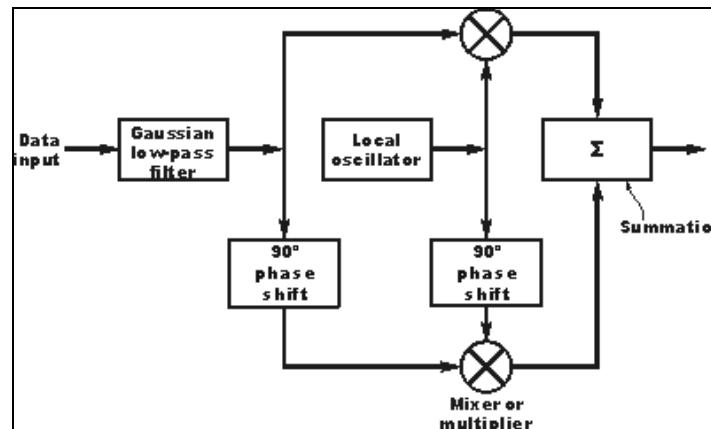 Data
input
Gaussian
low-pass
filter
Local
oscillator
Σ
Summatio
90°
phase
shift
90°
phase
shift
Mixer or
multiplier